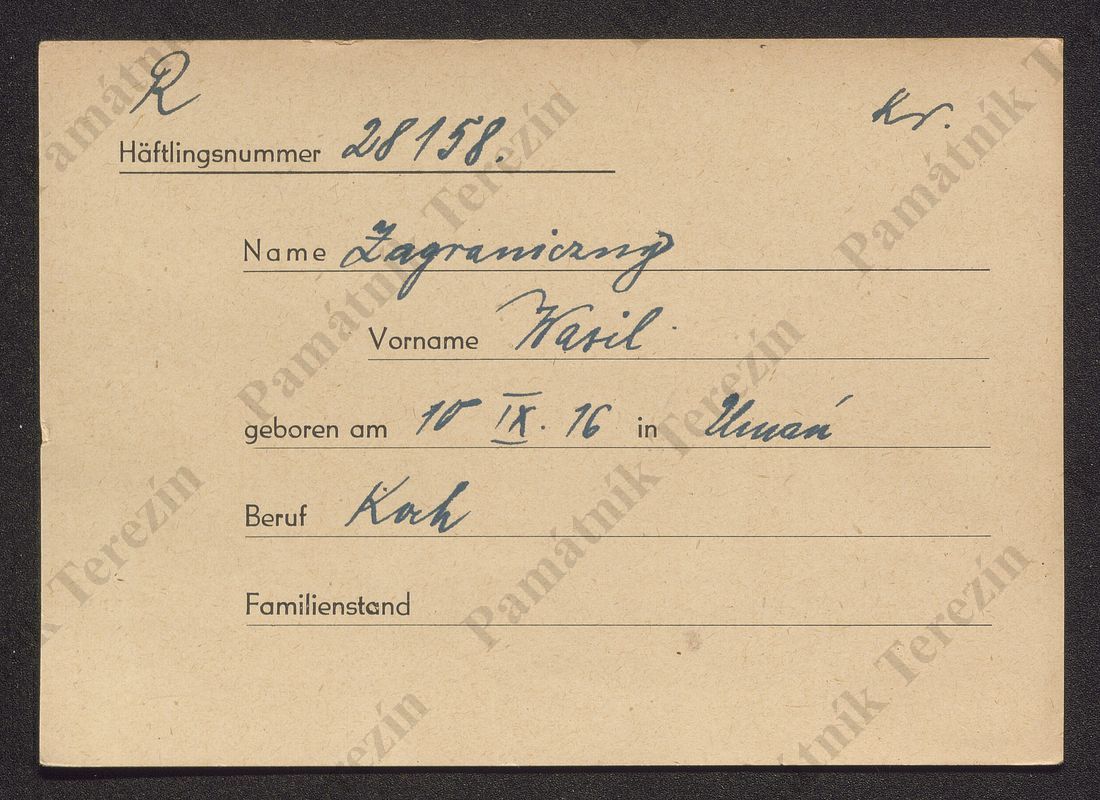 R
kr.
Häftlingsnummer 28158.
Name Zagraniczny
Vorname Wasil
geboren am 10 IX. 16 in Umań
Beruf Koch
Familienstand
Památník Terezín